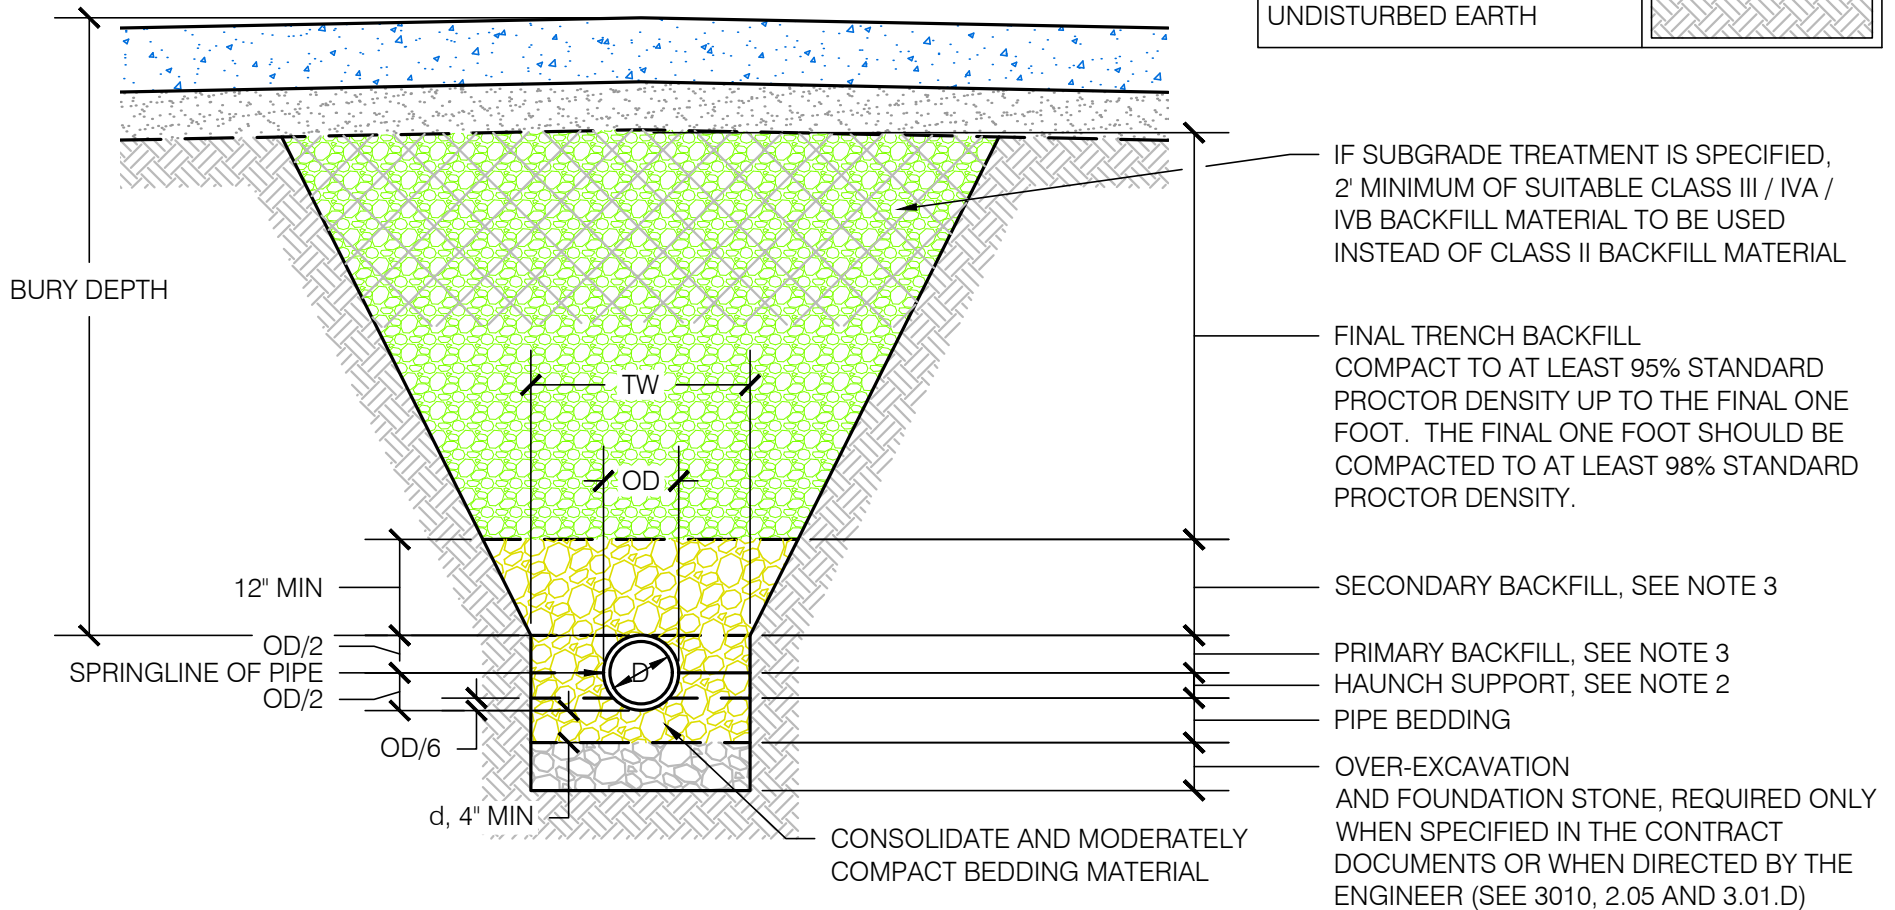 UNDISTURBED EARTH
IF SUBGRADE TREATMENT IS SPECIFIED,
2' MINIMUM OF SUITABLE CLASS III / IVA /
IVB BACKFILL MATERIAL TO BE USED
INSTEAD OF CLASS II BACKFILL MATERIAL
BURY DEPTH
FINAL TRENCH BACKFILL
COMPACT TO AT LEAST 95% STANDARD
PROCTOR DENSITY UP TO THE FINAL ONE
FOOT. THE FINAL ONE FOOT SHOULD BE
COMPACTED TO AT LEAST 98% STANDARD
PROCTOR DENSITY.
TW
OD
12" MIN
SECONDARY BACKFILL, SEE NOTE 3
OD/2
SPRINGLINE OF PIPE
OD/2
D
PRIMARY BACKFILL, SEE NOTE 3
HAUNCH SUPPORT, SEE NOTE 2
PIPE BEDDING
OD/6
d, 4" MIN
OVER-EXCAVATION
AND FOUNDATION STONE, REQUIRED ONLY
WHEN SPECIFIED IN THE CONTRACT
DOCUMENTS OR WHEN DIRECTED BY THE
ENGINEER (SEE 3010, 2.05 AND 3.01.D)
CONSOLIDATE AND MODERATELY
COMPACT BEDDING MATERIAL